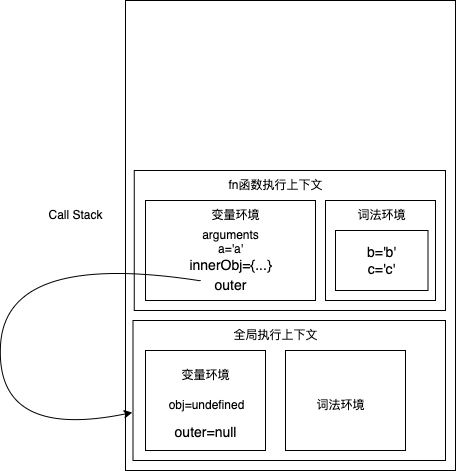 Call Stack
fn函数执行上下文
变量环境
arguments
a='a'
innerObj={...}
outer
词法环境
b='b'
c='c'
全局执行上下文
变量环境
obj=undefined
outer=null
词法环境